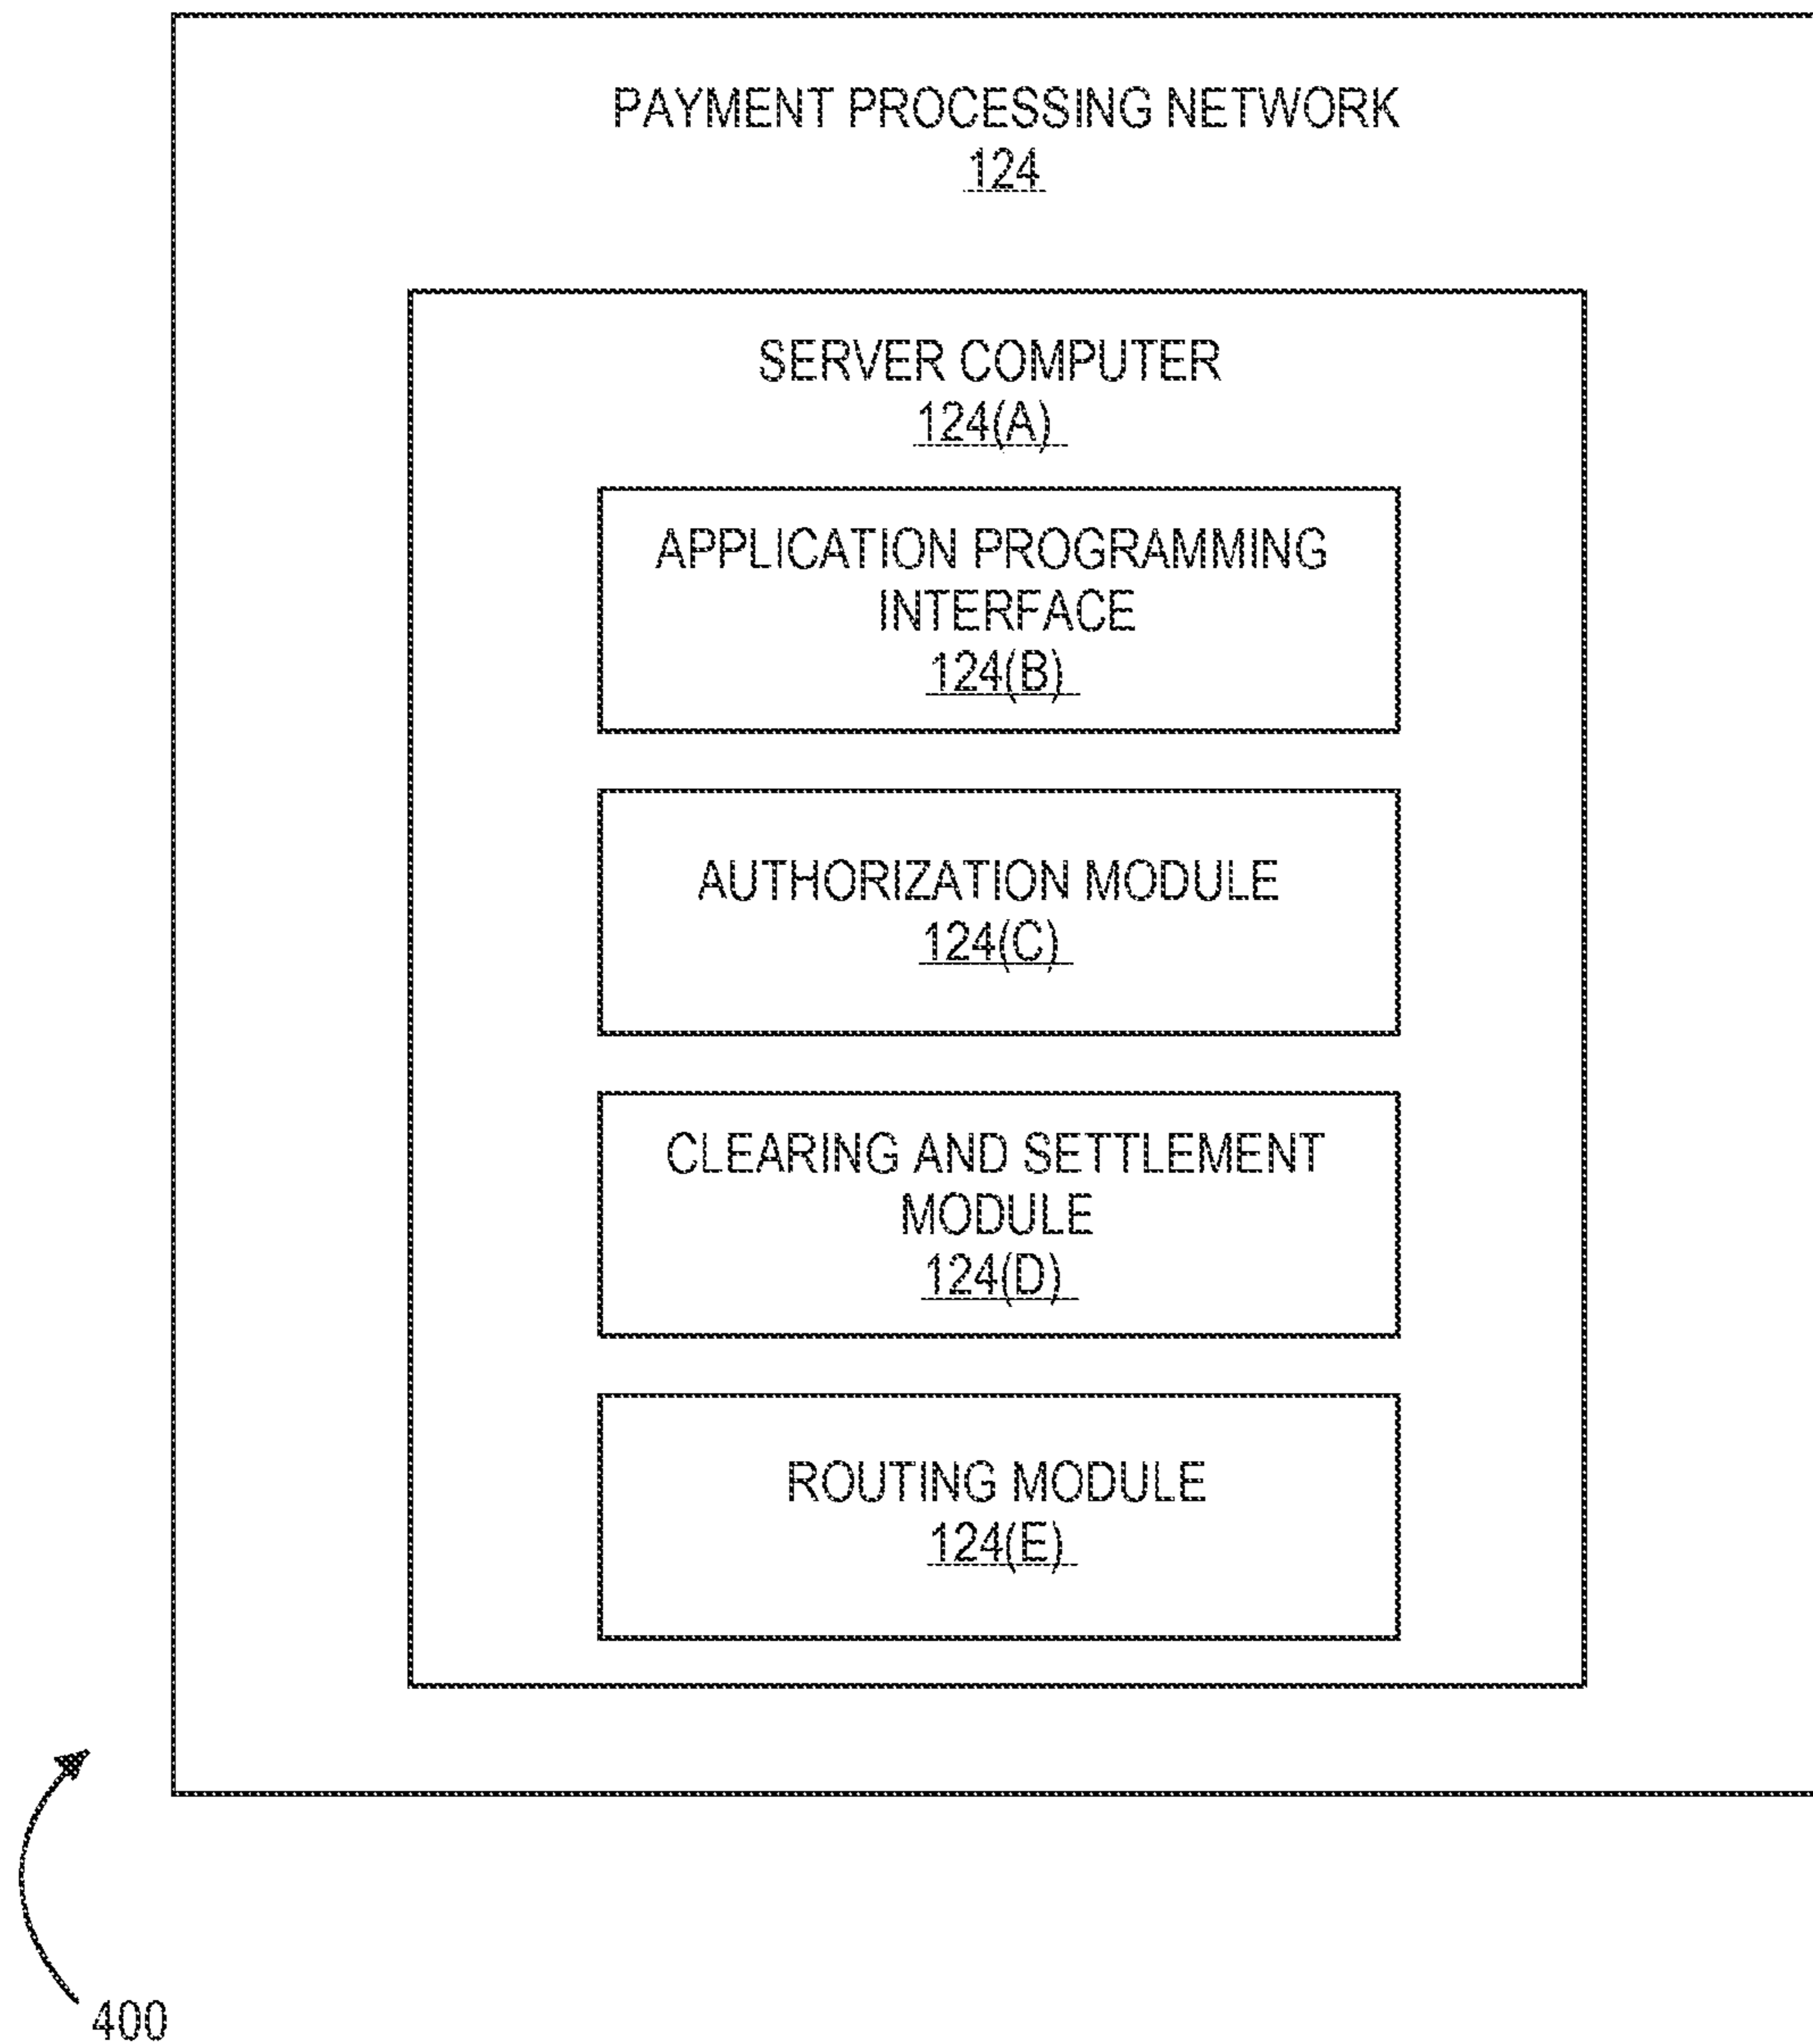 PAYMENT PROCESSING NETWORK
124
SERVER COMPUTER
124(A)
APPLICATION PROGRAMMING
INTERFACE
124(B)
AUTHORIZATION MODULE
124(C)
CLEARING AND SETTLEMENT
MODULE
124(D)
ROUTING MODULE
124(E)
400